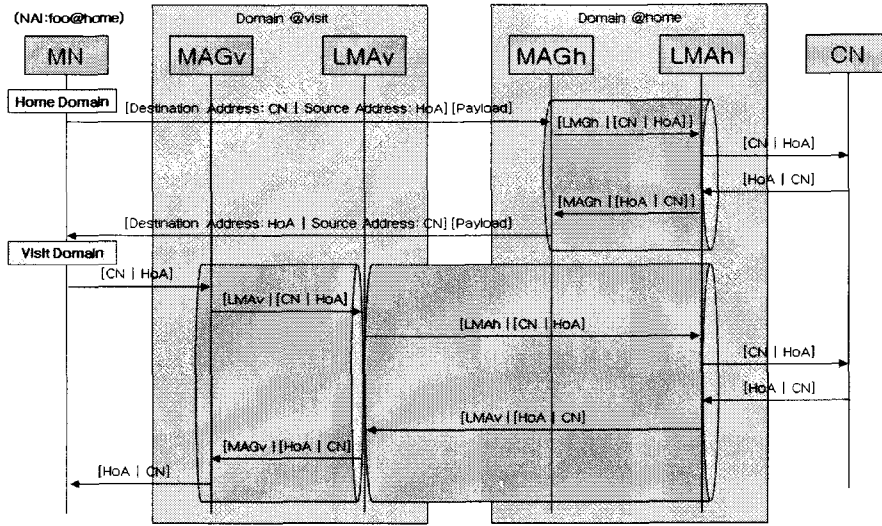 (NAI:foo@home)
Domain @visit
Domain @home
MN
MAGv
LMAv
MAGh
LMAh
CN
Home Domain
[Destination Address: CN | Source Address: HoA] [Payload]
[LMGh | [CN | HoA]]
[CN | HoA]
[HoA | CN]
[MAGh | [HoA | CN]]
[Destination Address: HoA | Source Address: CN] [Payload]
Visit Domain
[CN | HoA]
[LMAv | [CN | HoA]
[LMAh | [CN | HoA]
[CN | HoA]
[HoA | CN]
[LMAv | [HoA | CN]
[MAGv | [HoA | CN]
[HoA | CN]